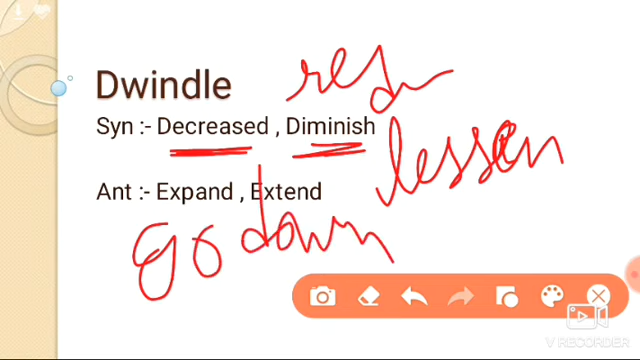 Dwindle
Syn :- Decreased , Diminish
lessen
Ant :- Expand , Extend
go down
V RECORDER